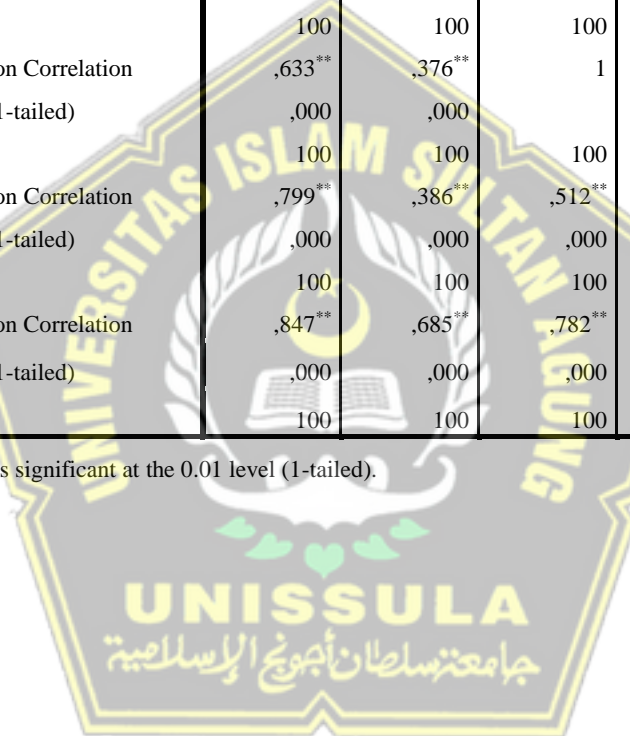 100 100 100
on Correlation ,633** ,376** 1
1-tailed) ,000 ,000
100 100 100
on Correlation ,799** ,386** ,512**
1-tailed) ,000 ,000 ,000
100 100 100
on Correlation ,847** ,685** ,782**
1-tailed) ,000 ,000 ,000
100 100 100
s significant at the 0.01 level (1-tailed).
UNIVERSITAS ISLAM SULTAN AGUNG
UNISSULA
جامعة سلطان أجونج الإسلامية